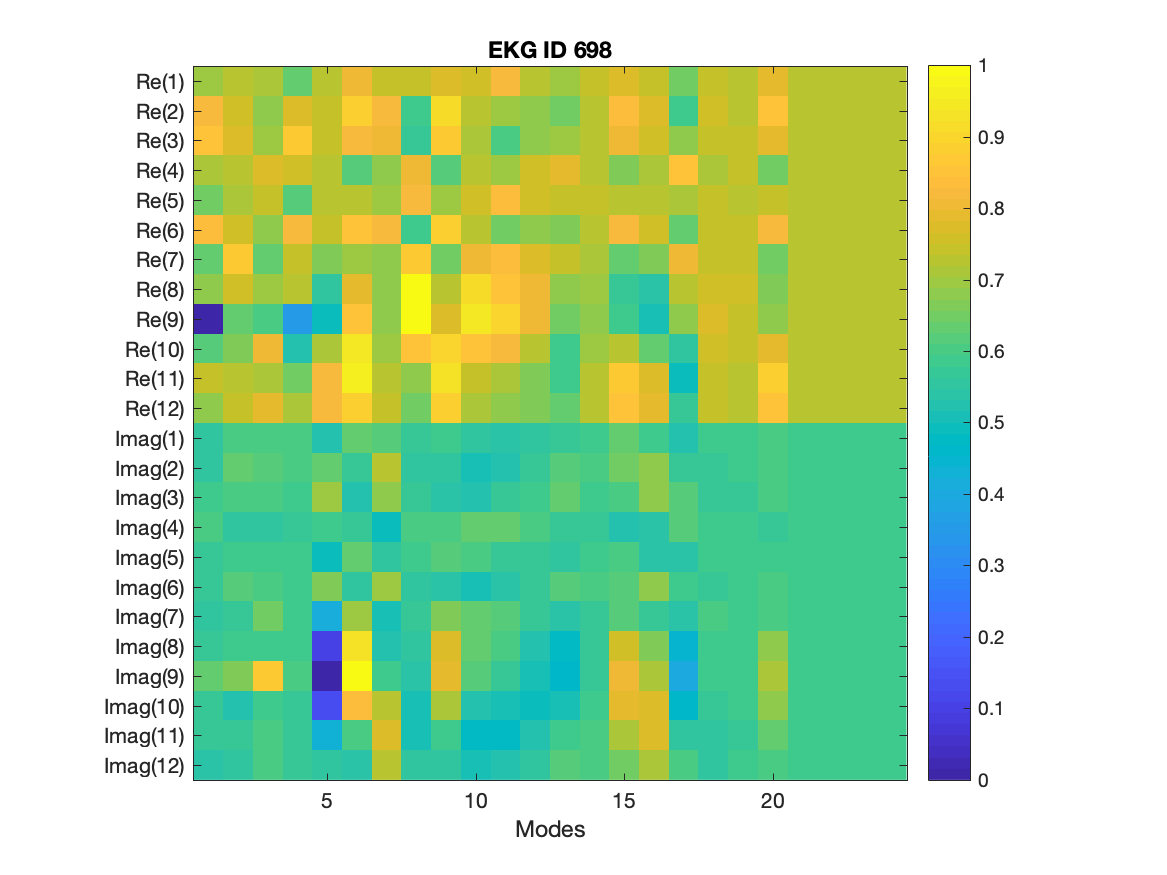 EKG ID 698
Re(1)
Re(2)
Re(3)
Re(4)
Re(5)
Re(6)
Re(7)
Re(8)
Re(9)
Re(10)
Re(11)
Re(12)
Imag(1)
Imag(2)
Imag(3)
Imag(4)
Imag(5)
Imag(6)
Imag(7)
Imag(8)
Imag(9)
Imag(10)
Imag(11)
Imag(12)
5 10 15 20
Modes
1
0.9
0.8
0.7
0.6
0.5
0.4
0.3
0.2
0.1
0